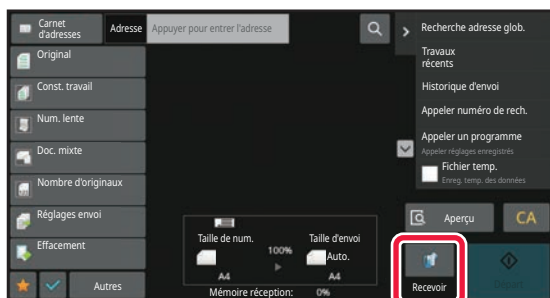 Carnet
d'adresses
Adresse
Appuyer pour entrer l'adresse
Original
Const. travail
Num. lente
Doc. mixte
Nombre d'originaux
Réglages envoi
Effacement
Autres
Taille de num.
100%
Taille d'envoi
Auto.
A4
A4
Mémoire réception:
0%
Recherche adresse glob.
Travaux
récents
Historique d'envoi
Appeler numéro de rech.
Appeler un programme
Appeler réglages enregistrés
Fichier temp.
Enreg. temp. des données
Aperçu
CA
Recevoir
Départ